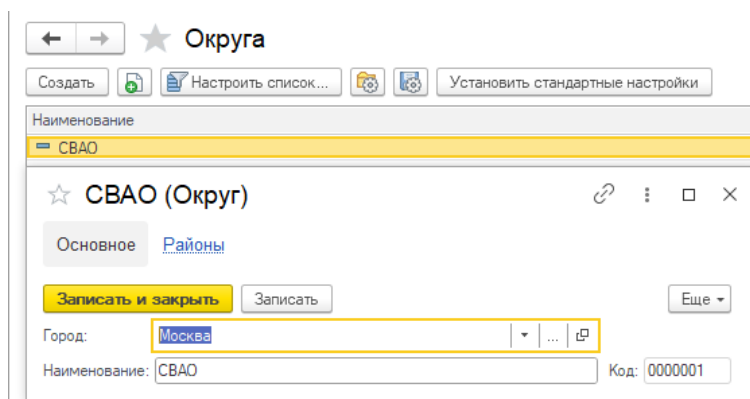 Округа
Создать Настроить список... Установить стандартные настройки
Наименование
СВАО
СВАО (Округ)
Основное Районы
Записать и закрыть Записать Еще
Город: Москва ...
Наименование: СВАО Код: 0000001